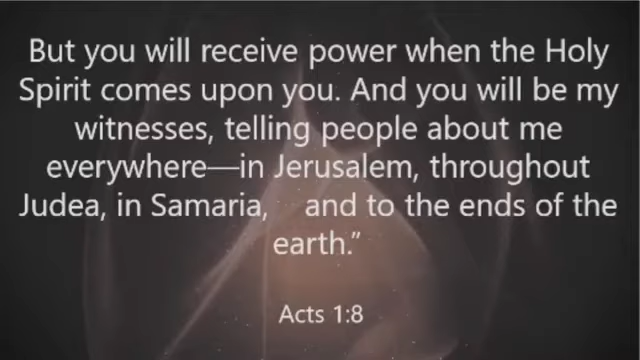 But you will receive power when the Holy
Spirit comes upon you. And you will be my
witnesses, telling people about me
everywhere—in Jerusalem, throughout
Judea, in Samaria, and to the ends of the
earth.”
Acts 1:8